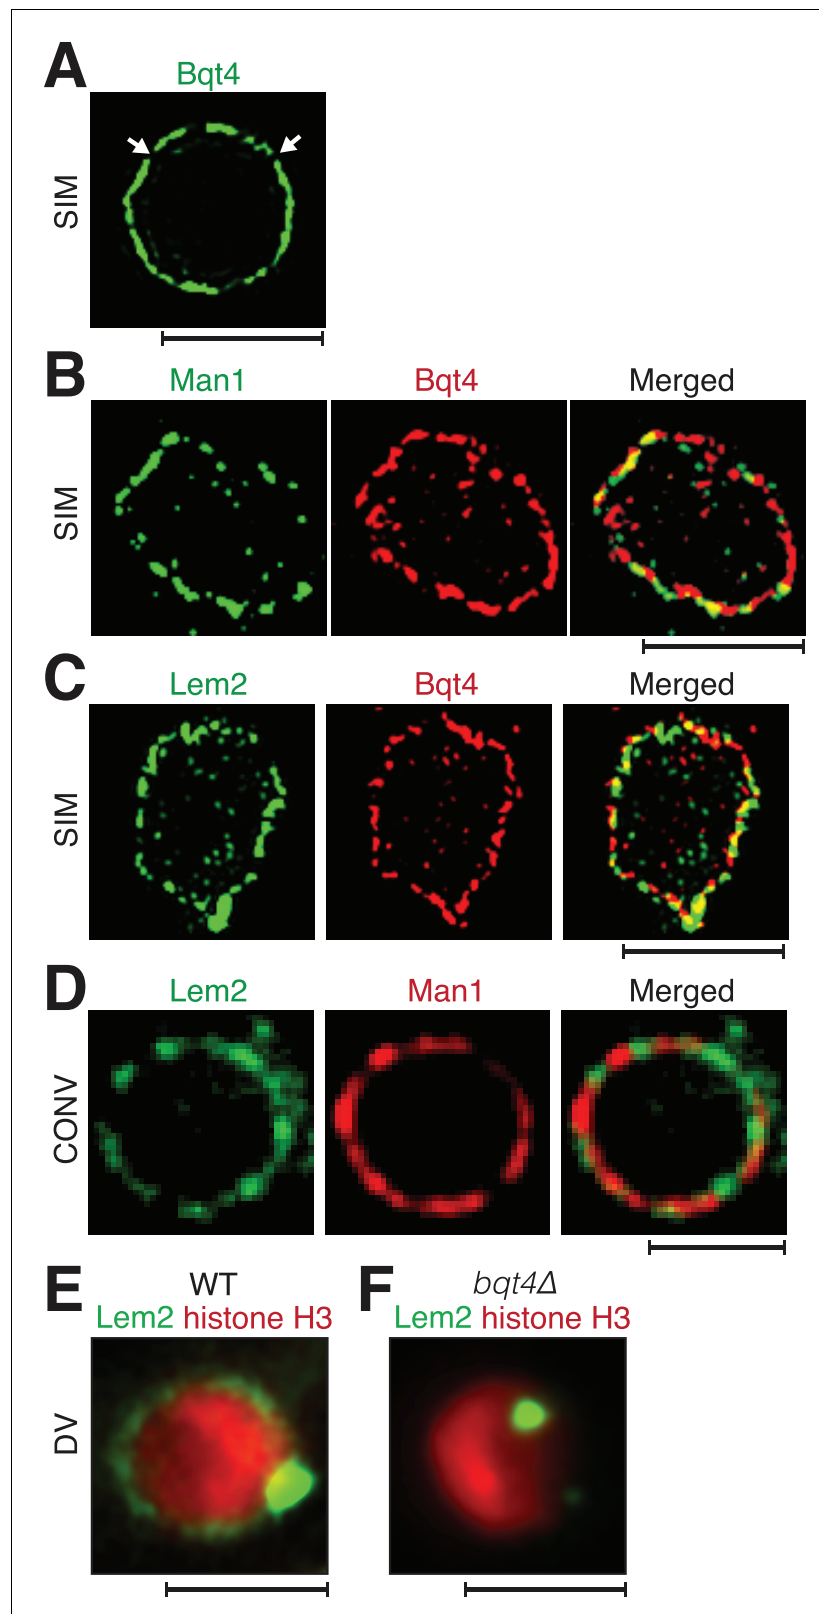 A
Bqt4
SIM
B
Man1 Bqt4 Merged
SIM
C
Lem2 Bqt4 Merged
SIM
D
Lem2 Man1 Merged
CONV
E WT F bqt4Δ
Lem2 histone H3 Lem2 histone H3
DV